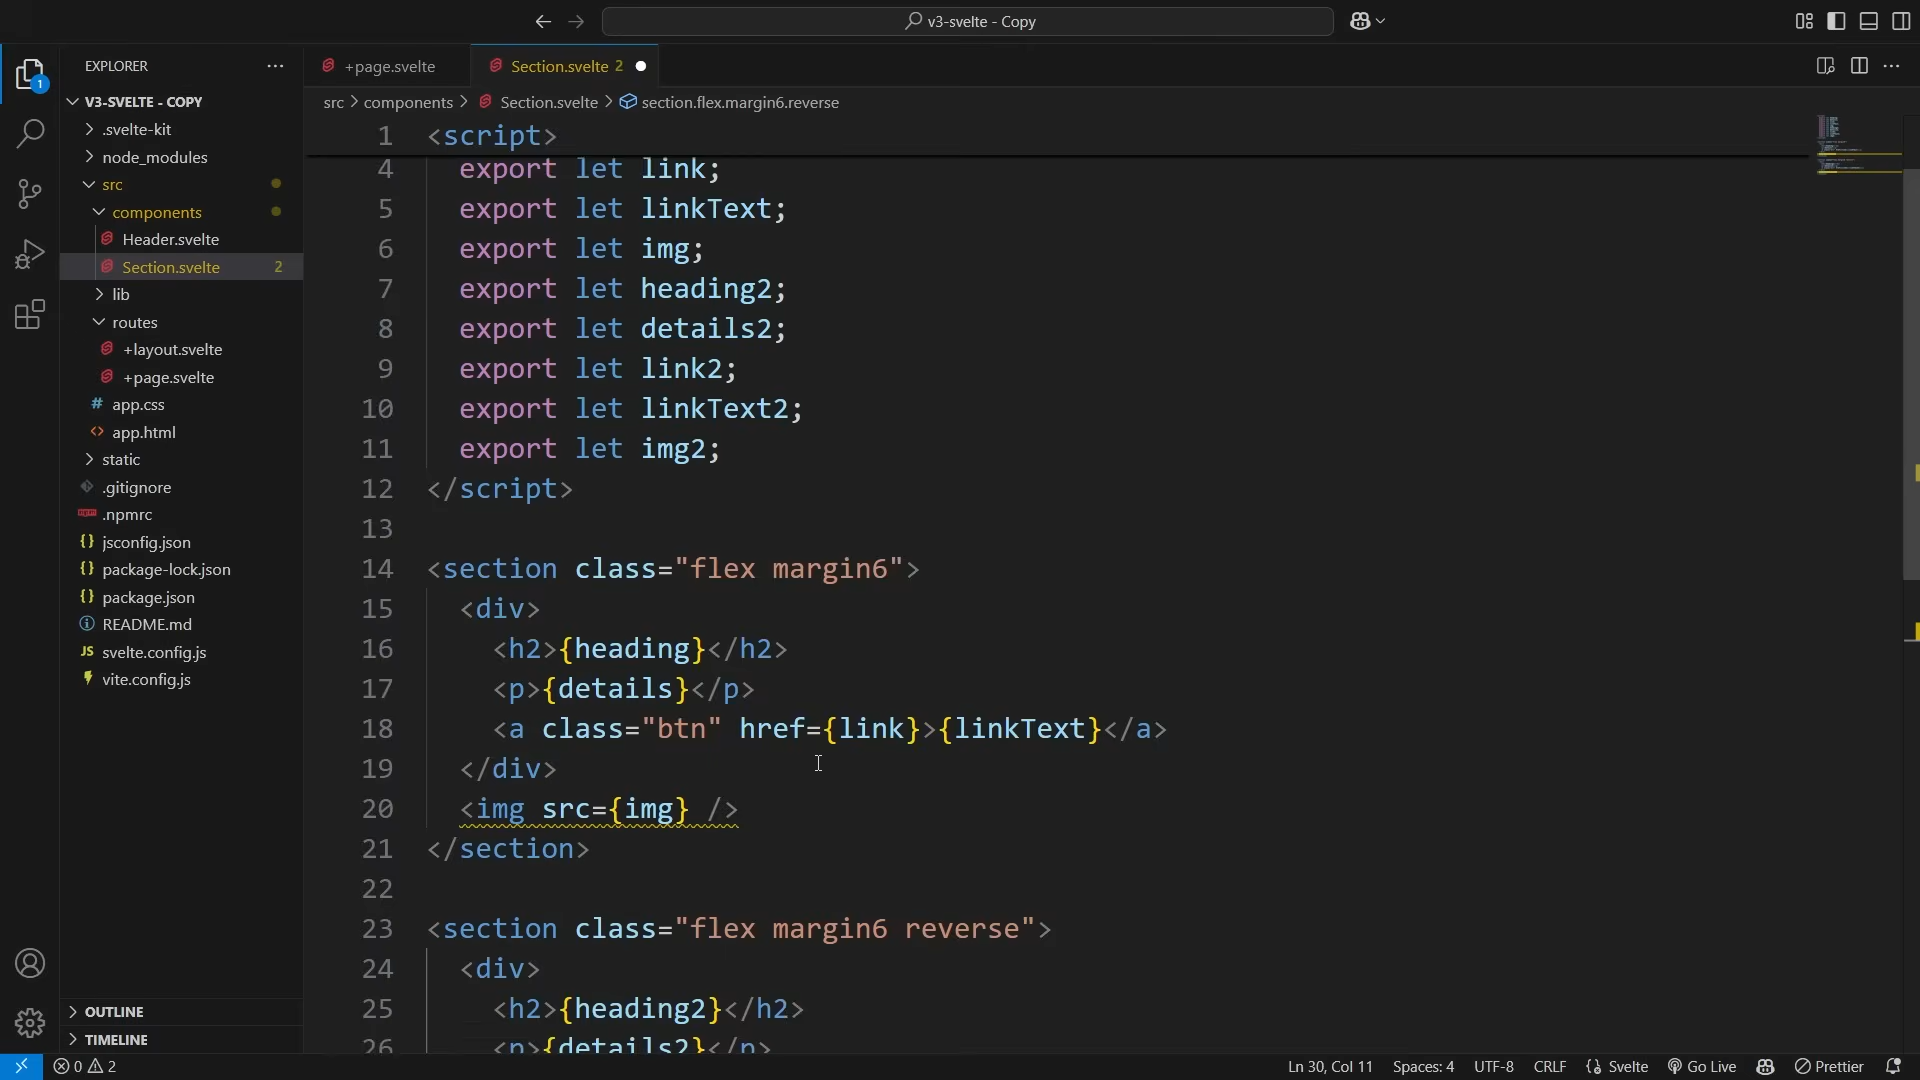 v3-svelte - Copy
EXPLORER
+page.svelte
Section.svelte 2
1
V3-SVELTE - COPY
src > components > Section.svelte > section.flex.margin6.reverse
.svelte-kit
node_modules
src
components
Header.svelte
Section.svelte 2
lib
routes
+layout.svelte
+page.svelte
app.css
app.html
static
.gitignore
.npmrc
jsconfig.json
package-lock.json
package.json
README.md
svelte.config.js
vite.config.js
OUTLINE
TIMELINE
1 <script>
4 export let link;
5 export let linkText;
6 export let img;
7 export let heading2;
8 export let details2;
9 export let link2;
10 export let linkText2;
11 export let img2;
12 </script>
13
14 <section class="flex margin6">
15 <div>
16 <h2>{heading}</h2>
17 <p>{details}</p>
18 <a class="btn" href={link}>{linkText}</a>
19 </div>
20 <img src={img} />
21 </section>
22
23 <section class="flex margin6 reverse">
24 <div>
25 <h2>{heading2}</h2>
26 <p>{details2}</p>
0 2 Ln 30, Col 11 Spaces: 4 UTF-8 CRLF Svelte Go Live Prettier